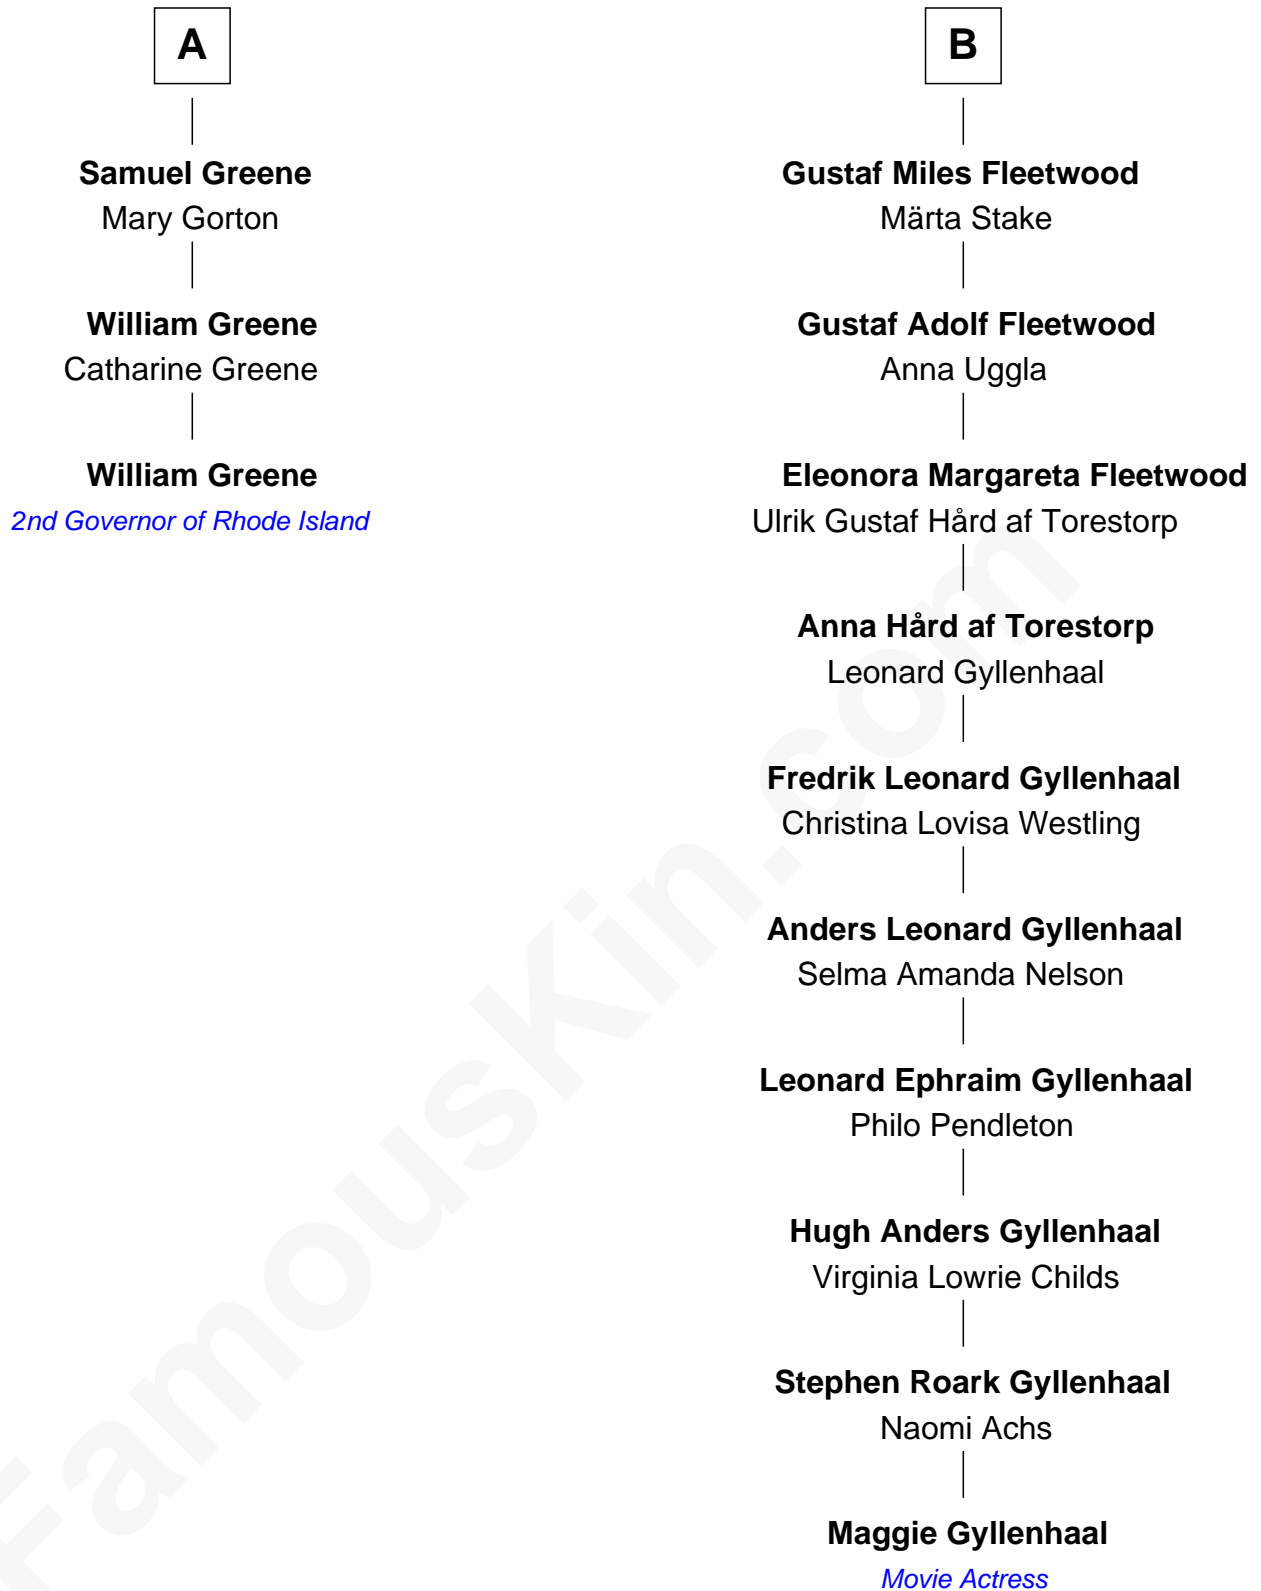 A
Samuel Greene
Mary Gorton
William Greene
Catharine Greene
William Greene
2nd Governor of Rhode Island
B
Gustaf Miles Fleetwood
Märta Stake
Gustaf Adolf Fleetwood
Anna Uggla
Eleonora Margareta Fleetwood
Ulrik Gustaf Hård af Torestorp
Anna Hård af Torestorp
Leonard Gyllenhaal
Fredrik Leonard Gyllenhaal
Christina Lovisa Westling
Anders Leonard Gyllenhaal
Selma Amanda Nelson
Leonard Ephraim Gyllenhaal
Philo Pendleton
Hugh Anders Gyllenhaal
Virginia Lowrie Childs
Stephen Roark Gyllenhaal
Naomi Achs
Maggie Gyllenhaal
Movie Actress
FamousKin.com